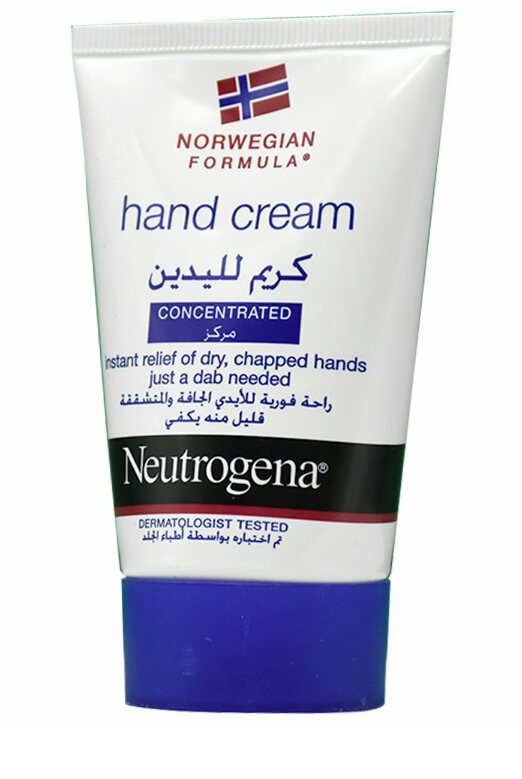 NORWEGIAN
FORMULA®
hand cream
كريم لليدين
CONCENTRATED
مركز
instant relief of dry, chapped hands
just a dab needed
راحة فورية للأيدي الجافة والمتشققة
قليل منه يكفي
Neutrogena®
DERMATOLOGIST TESTED
تم اختباره بواسطة أطباء الجلد